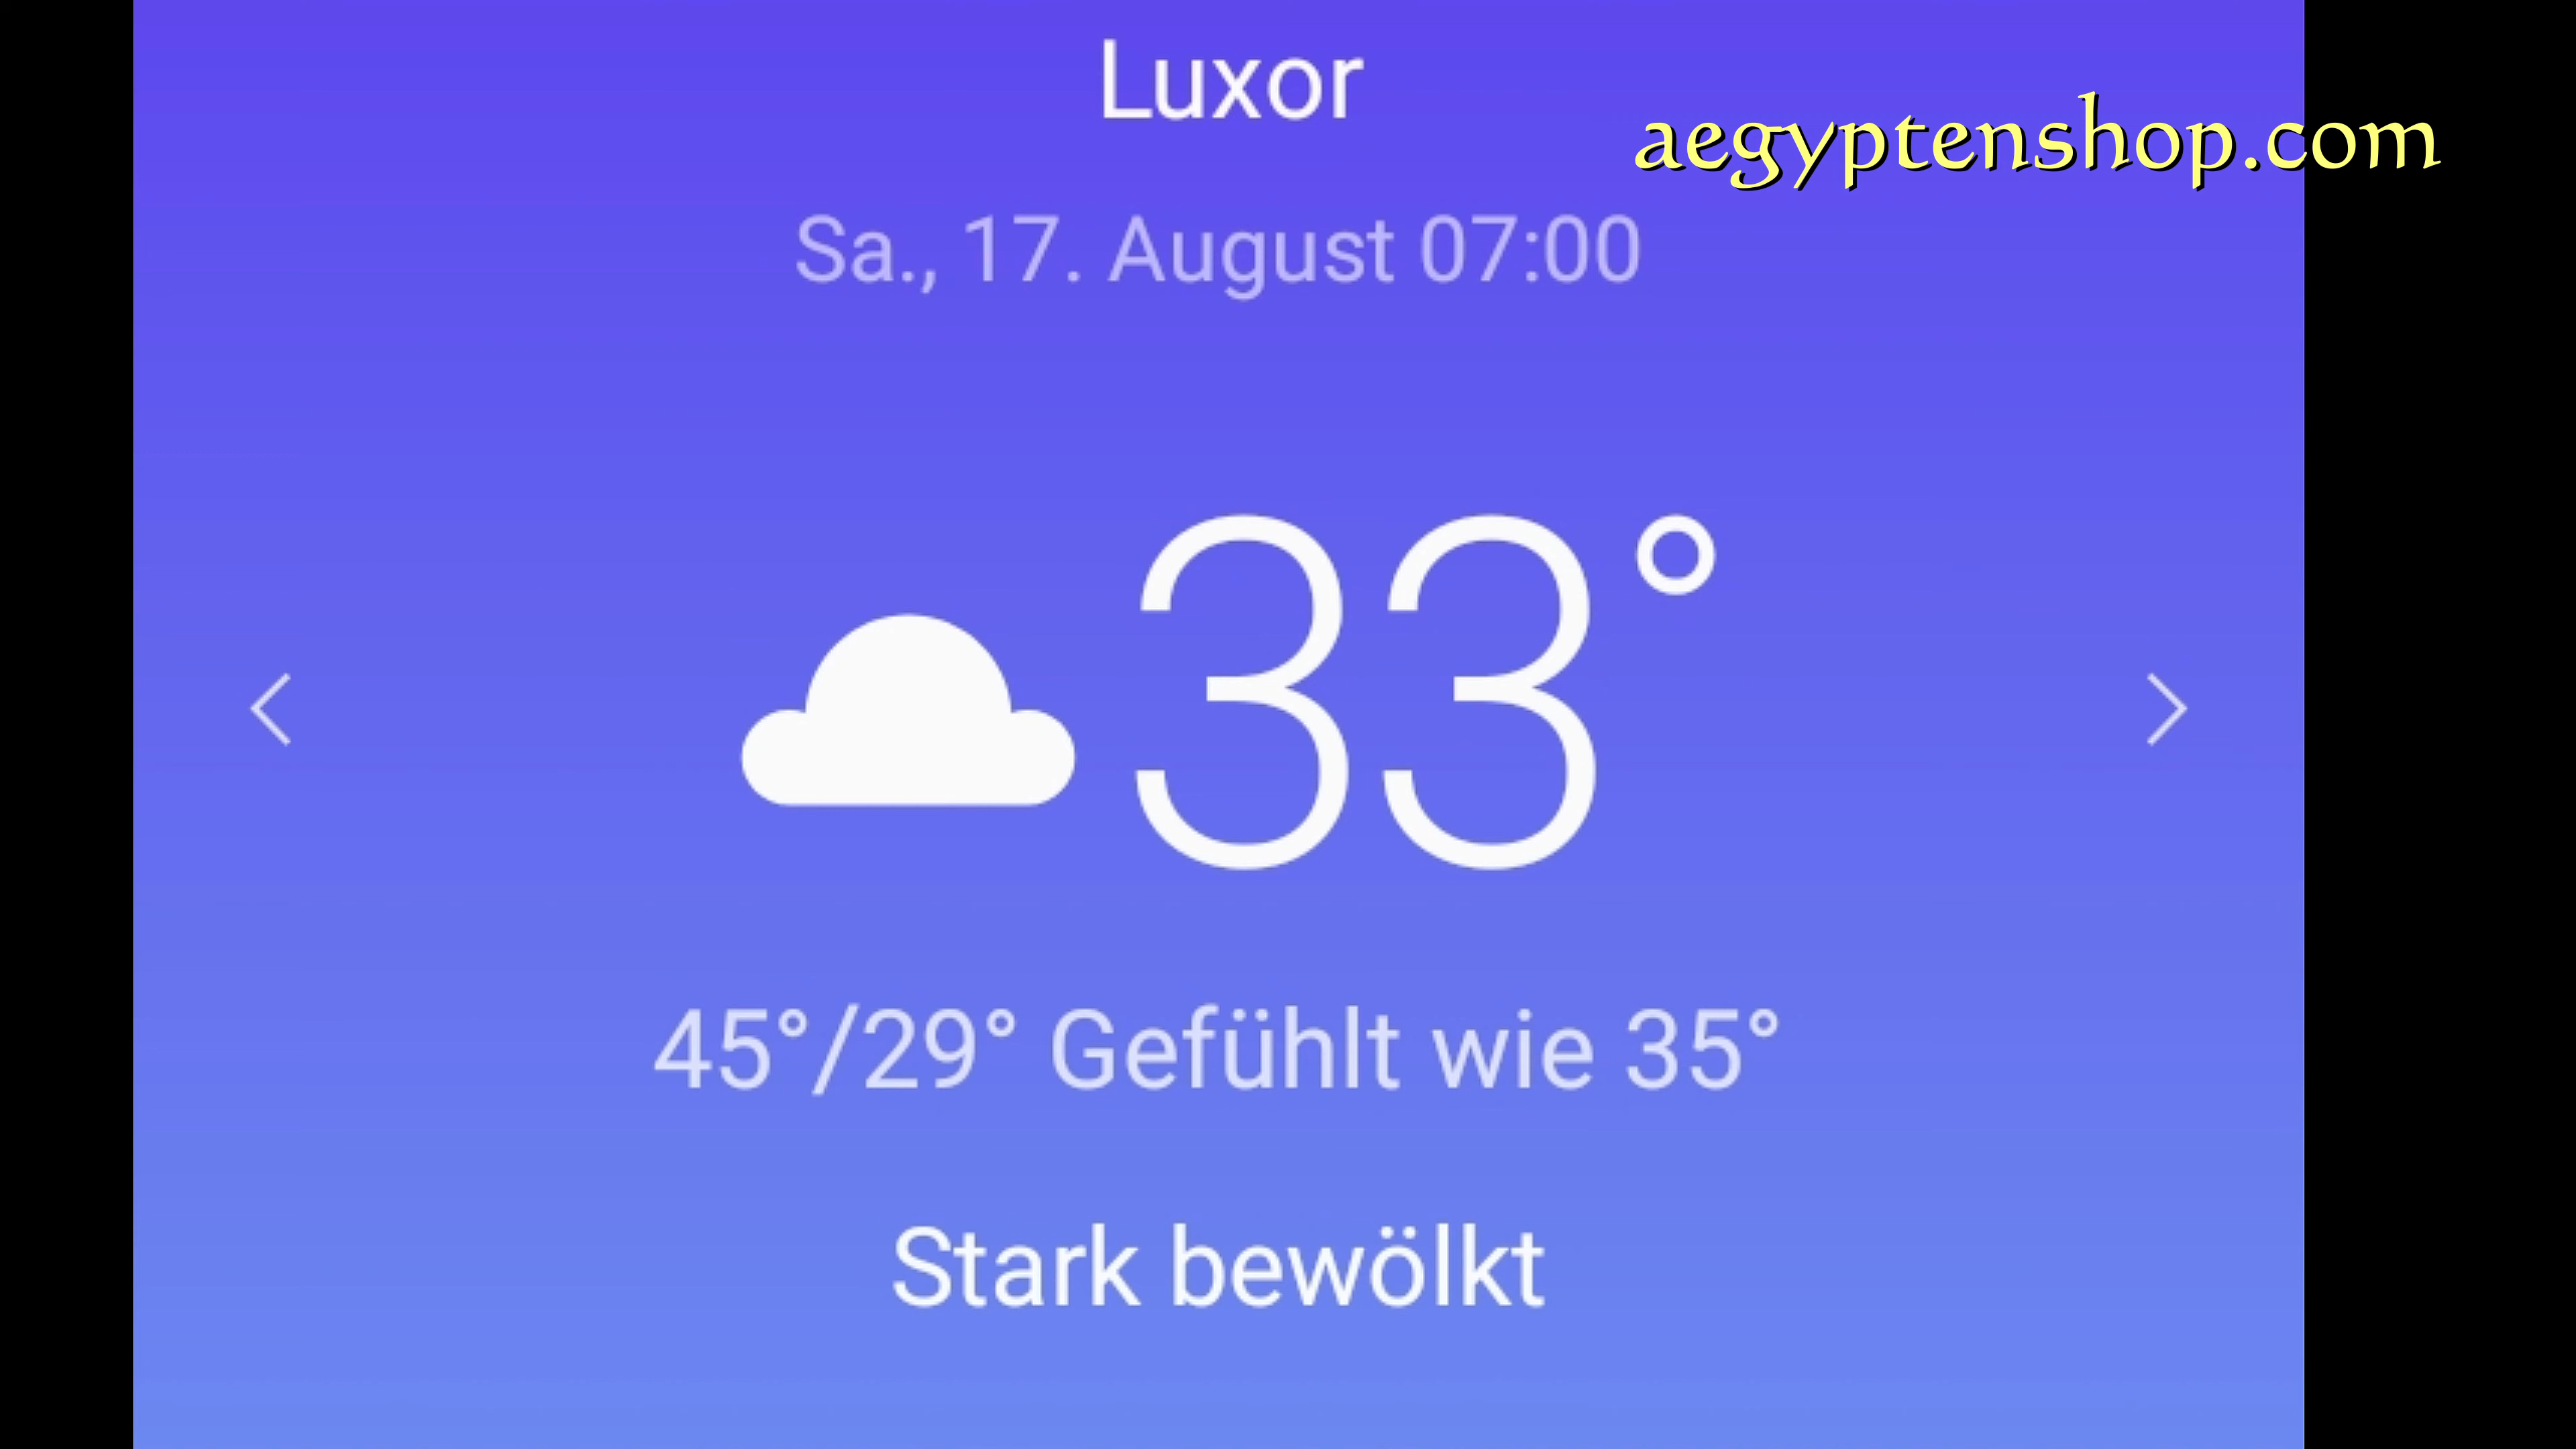 Luxor
aegyptenshop.com
Sa., 17. August 07:00
33°
45°/29° Gefühlt wie 35°
Stark bewölkt